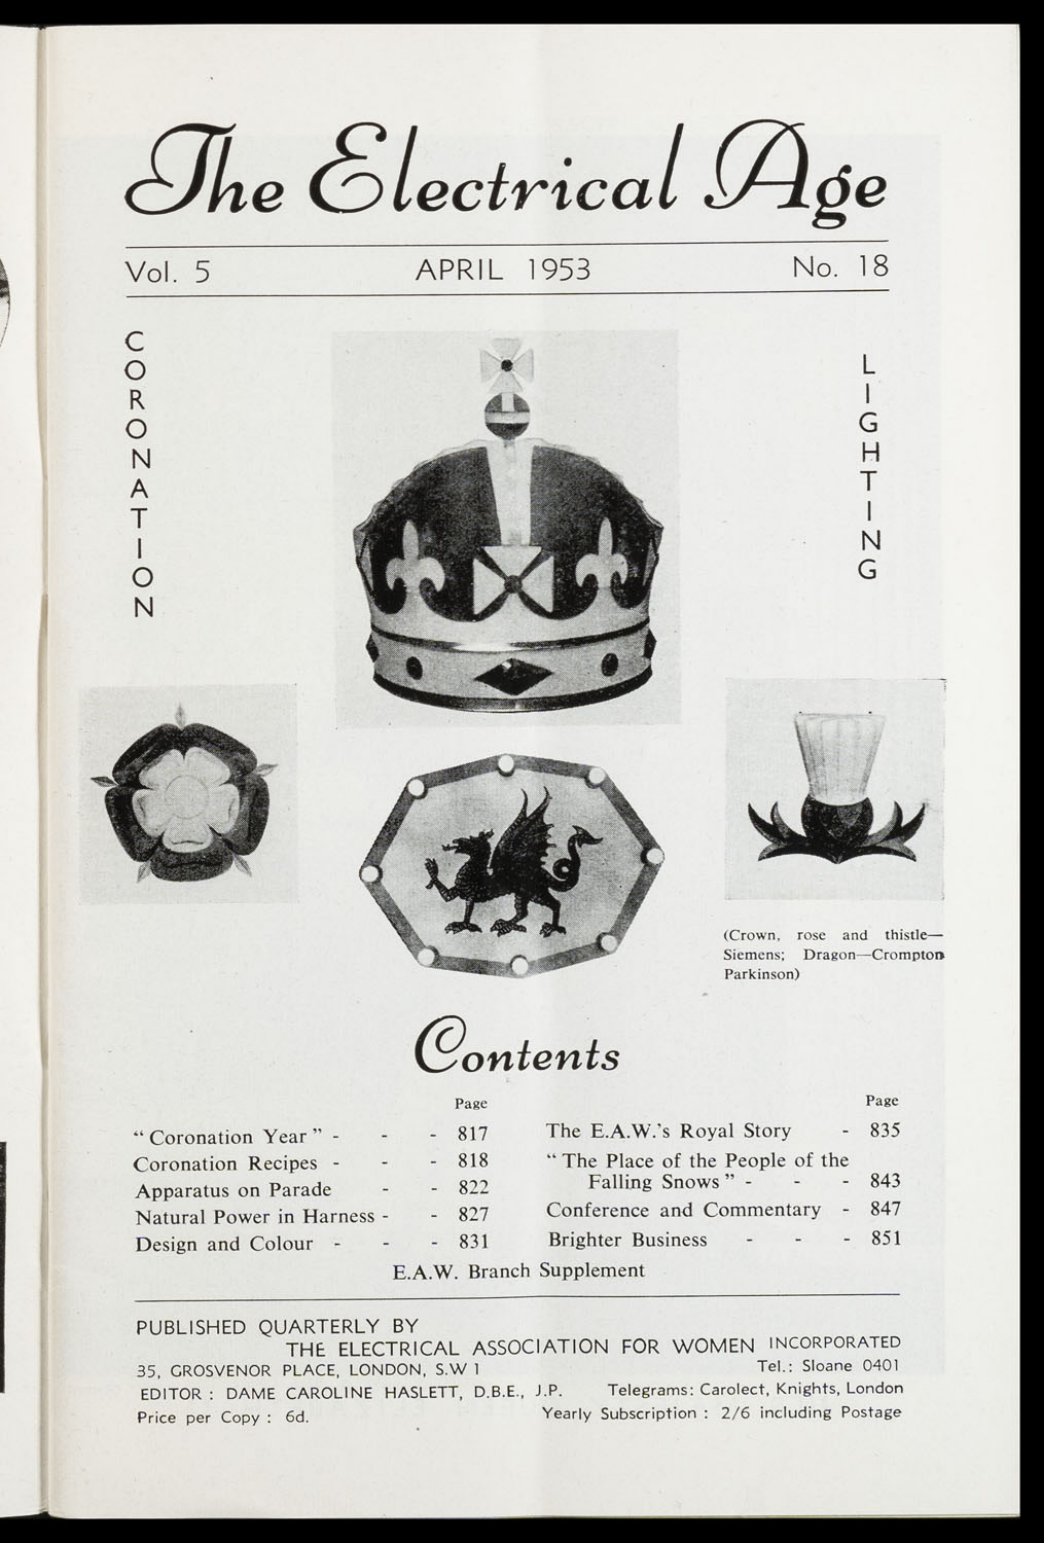 The Electrical Age
Vol. 5 APRIL 1953 No. 18
CORONATION
LIGHTING
(Crown, rose and thistle—
Siemens; Dragon—Crompton
Parkinson)
Contents
Page
“ Coronation Year ” - - - 817
Coronation Recipes - - - 818
Apparatus on Parade - - 822
Natural Power in Harness - - 827
Design and Colour - - - 831
Page
The E.A.W.'s Royal Story - 835
“ The Place of the People of the
Falling Snows ” - - - 843
Conference and Commentary - 847
Brighter Business - - - 851
E.A.W. Branch Supplement
PUBLISHED QUARTERLY BY
THE ELECTRICAL ASSOCIATION FOR WOMEN INCORPORATED
35, GROSVENOR PLACE, LONDON, S.W 1 Tel.: Sloane 0401
EDITOR : DAME CAROLINE HASLETT, D.B.E., J.P. Telegrams: Carolect, Knights, London
Price per Copy : 6d. Yearly Subscription : 2/6 including Postage